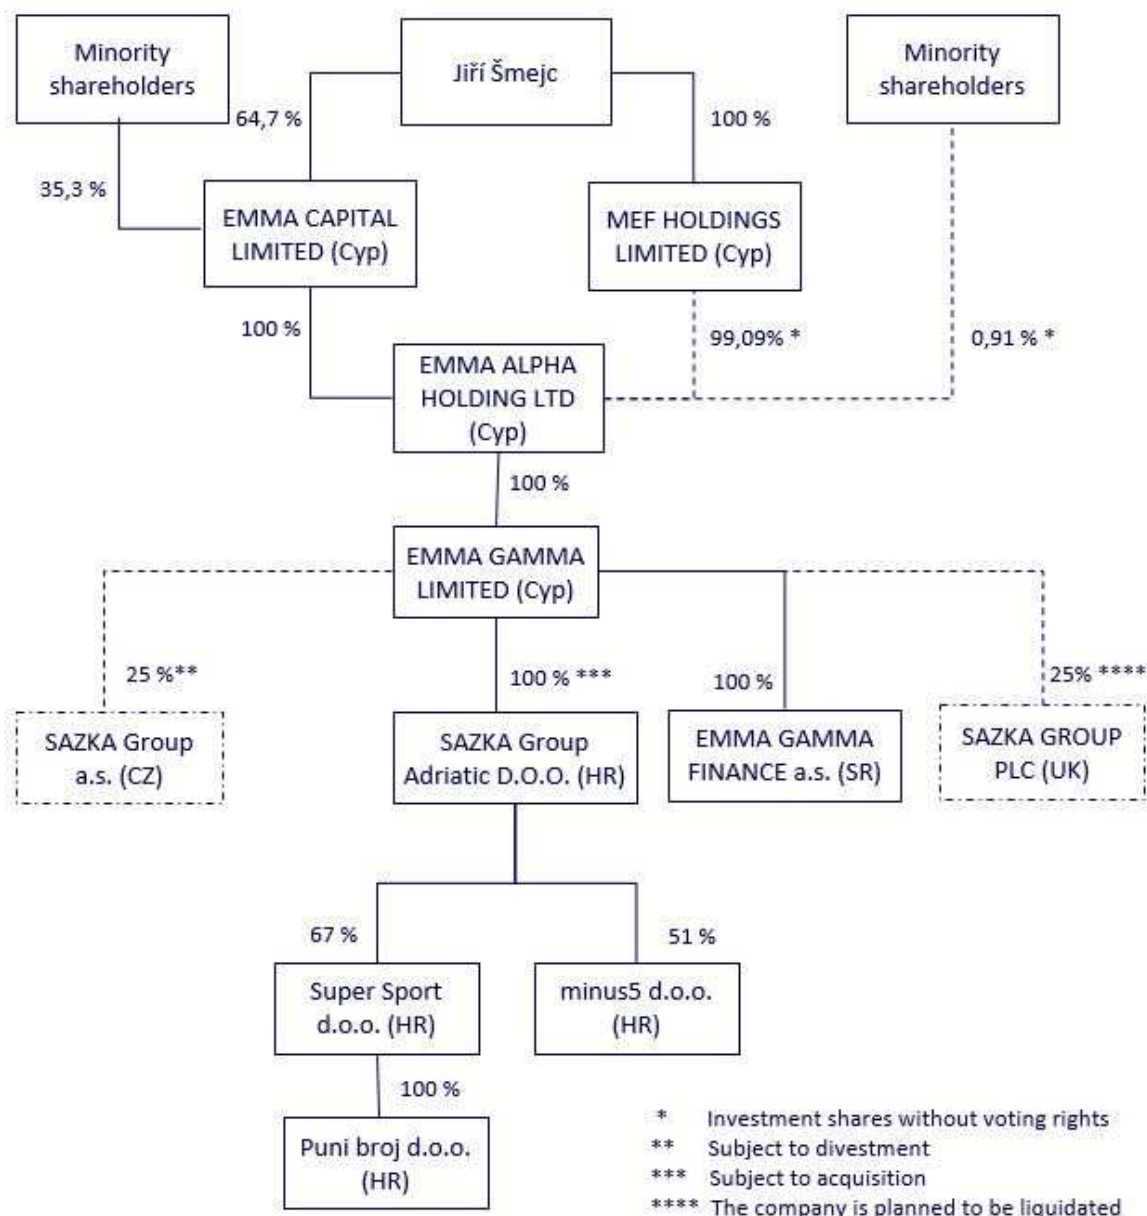 Minority
shareholders
Jiří Šmejc
Minority
shareholders
64,7 %
100 %
35,3 %
EMMA CAPITAL
LIMITED (Cyp)
MEF HOLDINGS
LIMITED (Cyp)
100 %
99,09% *
0,91 % *
EMMA ALPHA
HOLDING LTD
(Cyp)
100 %
EMMA GAMMA
LIMITED (Cyp)
25 %**
100 % ***
100 %
25% ****
SAZKA Group
a.s. (CZ)
SAZKA Group
Adriatic D.O.O. (HR)
EMMA GAMMA
FINANCE a.s. (SR)
SAZKA GROUP
PLC (UK)
67 %
51 %
Super Sport
d.o.o. (HR)
minus5 d.o.o.
(HR)
100 %
Puni broj d.o.o.
(HR)
* Investment shares without voting rights
** Subject to divestment
*** Subject to acquisition
**** The company is planned to be liquidated